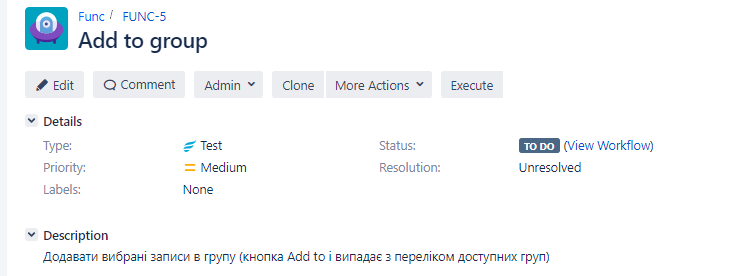 Func / FUNC-5
Add to group
Edit Comment Admin Clone More Actions Execute
Details
Type: Test Status: TO DO (View Workflow)
Priority: Medium Resolution: Unresolved
Labels: None
Description
Додавати вибрані записи в групу (кнопка Add to і випадає з переліком доступних груп)